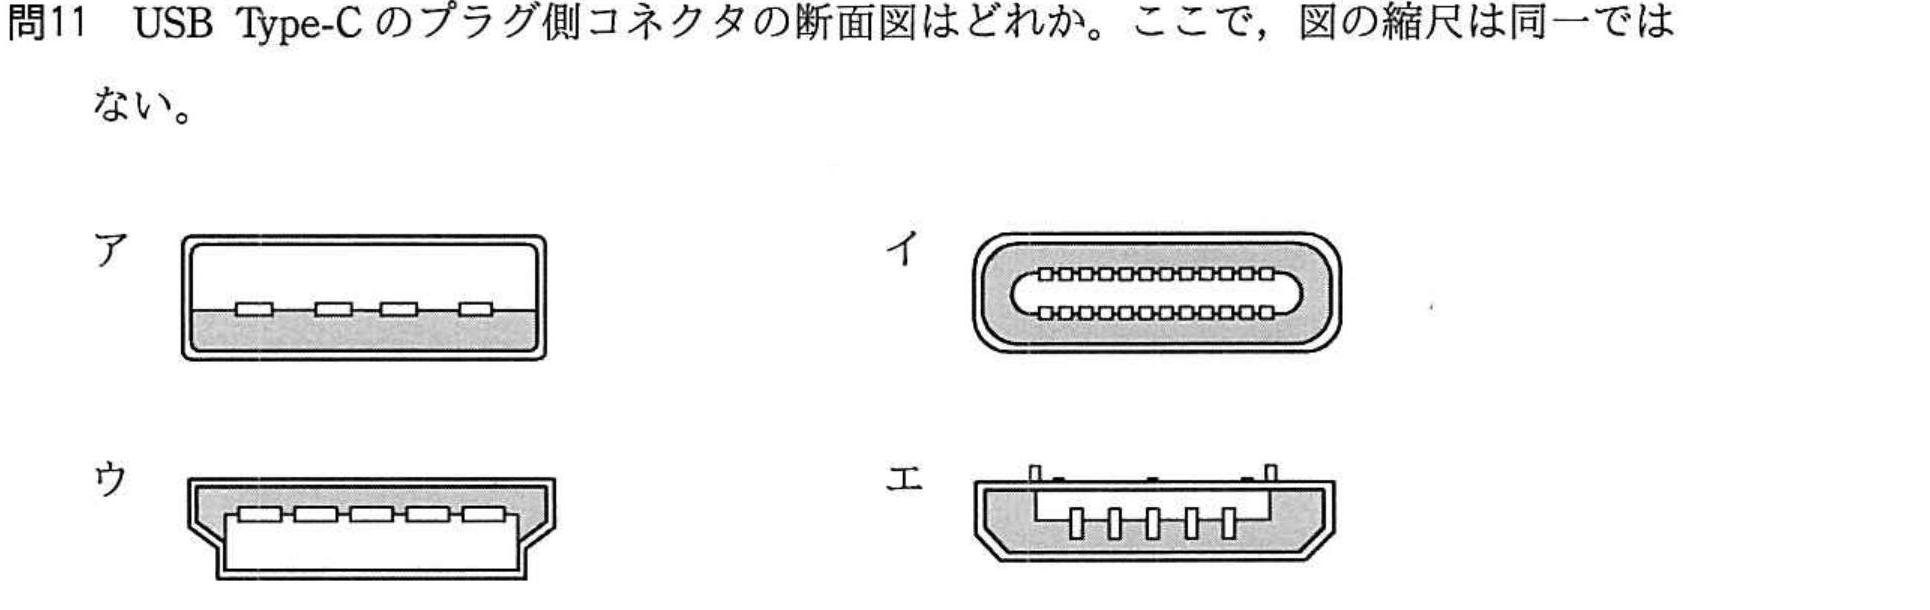 問11 USB Type-C のプラグ側コネクタの断面図はどれか。ここで，図の縮尺は同一では
ない。
ア
イ
ウ
エ